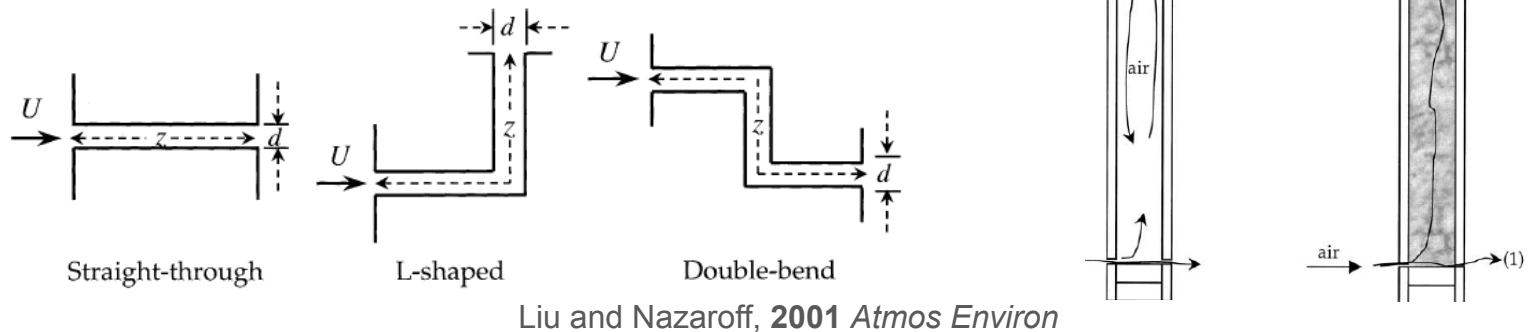 U
z
d
Straight-through
d
U
z
L-shaped
U
z
d
Double-bend
air
air
(1)
Liu and Nazaroff, 2001 Atmos Environ